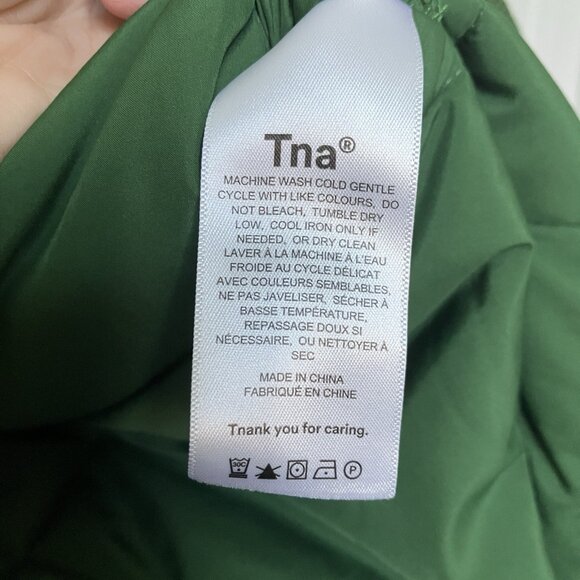 Tna®
MACHINE WASH COLD GENTLE
CYCLE WITH LIKE COLOURS, DO
NOT BLEACH, TUMBLE DRY
LOW, COOL IRON ONLY IF
NEEDED, OR DRY CLEAN
LAVER À LA MACHINE À L'EAU
FROIDE AU CYCLE DÉLICAT
AVEC COULEURS SEMBLABLES,
NE PAS JAVELISER, SÉCHER À
BASSE TEMPÉRATURE,
REPASSAGE DOUX SI
NÉCESSAIRE, OU NETTOYER À
SEC
MADE IN CHINA
FABRIQUÉ EN CHINE
Tnank you for caring.
30C P